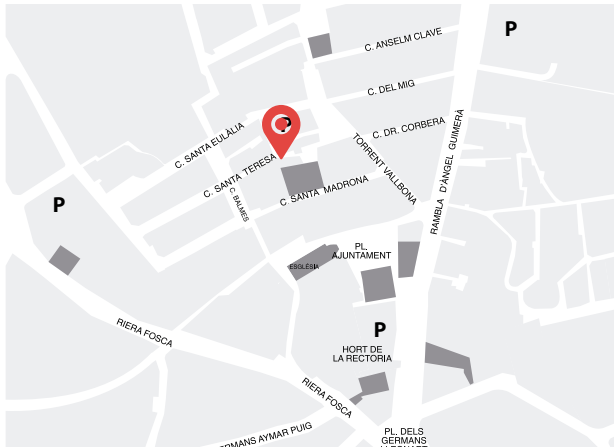 P
C. ANSELM CLAVE
C. DEL MIG
P
C. DR. CORBERA
C. SANTA EULÀLIA
C. SANTA TERESA
TORRENT VALLBONA
RAMBLA D'ÀNGEL GUIMERÀ
C. SANTA MADRONA
C. BALMES
P
PL.
AJUNTAMENT
ESGLÉSIA
RIERA FOSCA
P
HORT DE
LA RECTORIA
RIERA FOSCA
AYMAR PUIG
PL. DELS
GERMANS